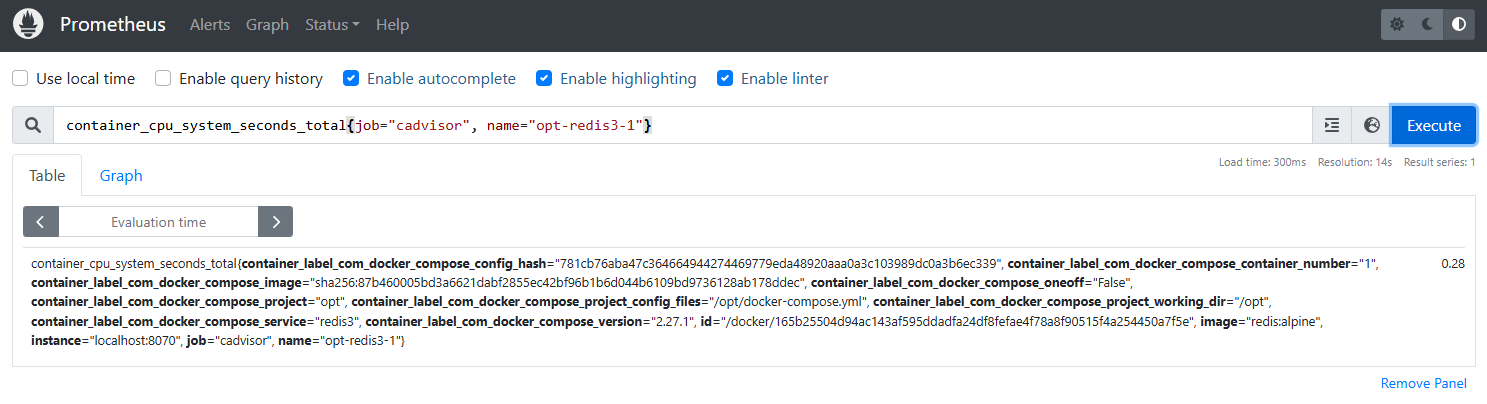 Prometheus Alerts Graph Status Help
Use local time Enable query history Enable autocomplete Enable highlighting Enable linter
container_cpu_system_seconds_total{job="cadvisor", name="opt-redis3-1"} Execute
Load time: 300ms Resolution: 14s Result series: 1
Table Graph
Evaluation time
container_cpu_system_seconds_total{container_label_com_docker_compose_config_hash="781cb76aba47c364664944274469779eda48920aaa0a3c103989dc0a3b6ec339", container_label_com_docker_compose_container_number="1", 0.28
container_label_com_docker_compose_image="sha256:87b460005bd3a6621dabf2855ec42bf96b1b6d044b6109bd9736128ab178ddec", container_label_com_docker_compose_oneoff="False",
container_label_com_docker_compose_project="opt", container_label_com_docker_compose_project_config_files="/opt/docker-compose.yml", container_label_com_docker_compose_project_working_dir="/opt",
container_label_com_docker_compose_service="redis3", container_label_com_docker_compose_version="2.27.1", id="/docker/165b25504d94ac143af595ddadfa24df8fefae4f78a8f90515f4a254450a7f5e", image="redis:alpine",
instance="localhost:8070", job="cadvisor", name="opt-redis3-1"}
Remove Panel